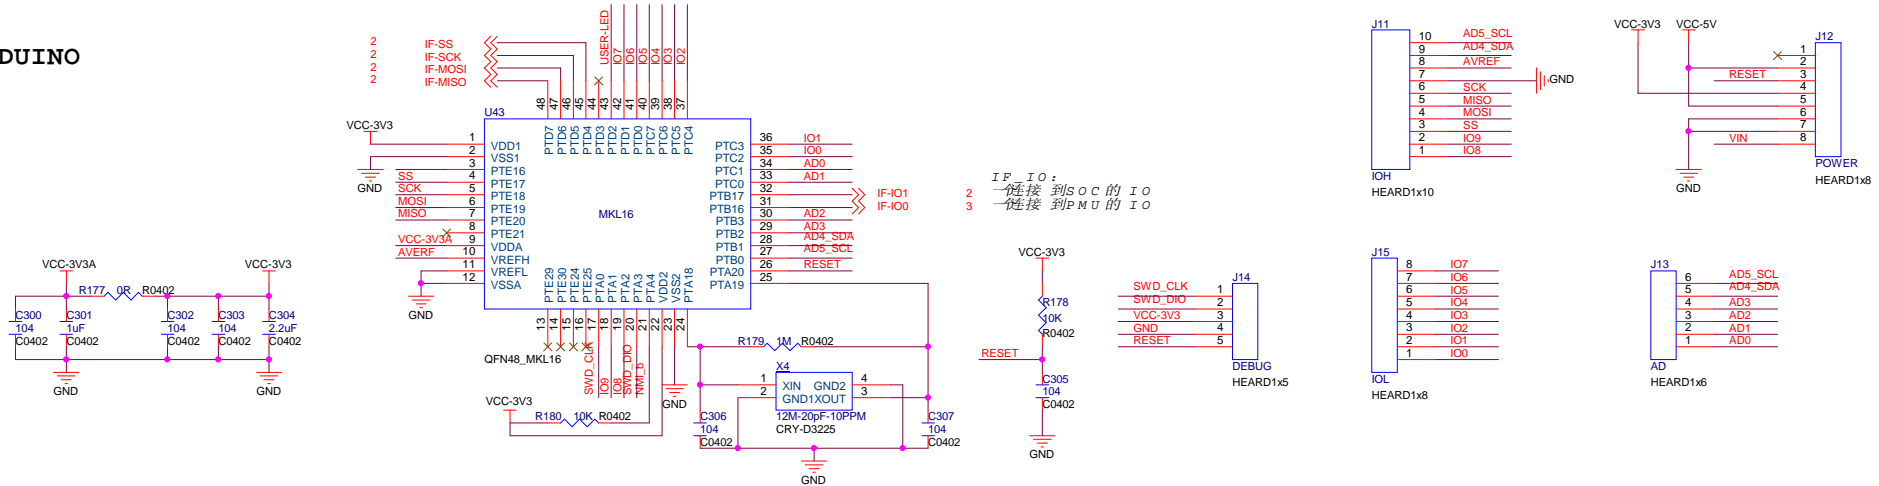 DUINO
2 IF-SS
2 IF-SCK
2 IF-MOSI
2 IF-MISO
USER-LED
IO7
IO6
IO5
IO4
IO3
IO2
48 47 46 45 44 43 42 41 40 39 38 37
U43
PTD7 PTD6 PTD5 PTD4 PTD3 PTD2 PTD1 PTD0 PTC7 PTC6 PTC5 PTC4
VCC-3V3
GND
1 VDD1
2 VSS1
3 PTE16
SS 4 PTE17
SCK 5 PTE18
MOSI 6 PTE19
MISO 7 PTE20
8 PTE21
VCC-3V3A 9 VDDA
AVERF 10 VREFH
11 VREFL
12 VSSA
GND
MKL16
PTC3 36 IO1
PTC2 35 IO0
PTC1 34 AD0
PTC0 33 AD1
PTB17 32 IF-IO1 2
PTB16 31 IF-IO0 3
PTB3 30 AD2
PTB2 29 AD3
PTB1 28 AD4_SDA
PTB0 27 AD5_SCL
PTA20 26 RESET
PTA19 25
PTE29 PTE30 PTE24 PTE25 PTA0 PTA1 PTA2 PTA3 PTA4 VDD2 VSS2 PTA18
13 14 15 16 17 18 19 20 21 22 23 24
QFN48_MKL16
SWD_CLK
IO9
IO8
SWD_DIO
NMI_b
GND
VCC-3V3
R180 10K R0402
IF_IO:
一个连接 到SOC的 IO
一个连接 到PMU的 IO
VCC-3V3A
VCC-3V3
R177 0R R0402
C300
104
C0402
C301
1uF
C0402
C302
104
C0402
C303
104
C0402
C304
2.2uF
C0402
GND
GND
R179 1M R0402
X4
1 XIN GND2 4
2 GND1 XOUT 3
12M-20pF-10PPM
CRY-D3225
C306
104
C0402
C307
104
C0402
GND
VCC-3V3
R178
10K
R0402
RESET
C305
104
C0402
GND
J14
SWD_CLK 1
SWD_DIO 2
VCC-3V3 3
GND 4
RESET 5
DEBUG
HEARD1x5
J11
10 AD5_SCL
9 AD4_SDA
8 AVREF
7 GND
6 SCK
5 MISO
4 MOSI
3 SS
2 IO9
1 IO8
IOH
HEARD1x10
J15
8 IO7
7 IO6
6 IO5
5 IO4
4 IO3
3 IO2
2 IO1
1 IO0
IOL
HEARD1x8
VCC-3V3 VCC-5V
J12
1
2
RESET 3
4
5
6
7
VIN 8
GND
POWER
HEARD1x8
J13
6 AD5_SCL
5 AD4_SDA
4 AD3
3 AD2
2 AD1
1 AD0
AD
HEARD1x6